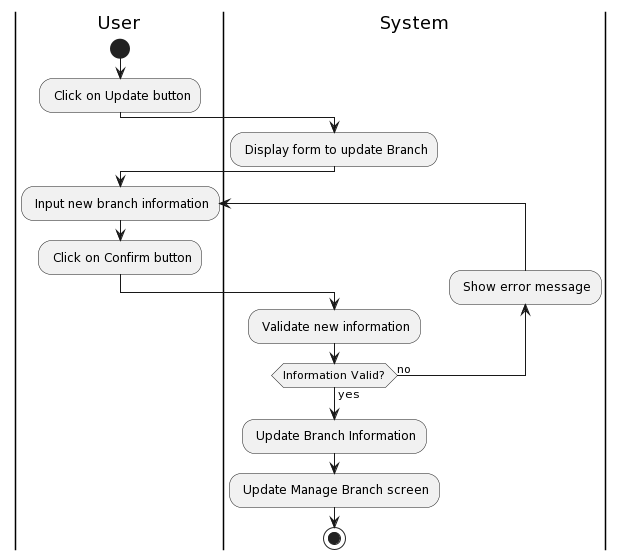 User
System
Click on Update button
Display form to update Branch
Input new branch information
Click on Confirm button
Show error message
Validate new information
Information Valid?
no
yes
Update Branch Information
Update Manage Branch screen